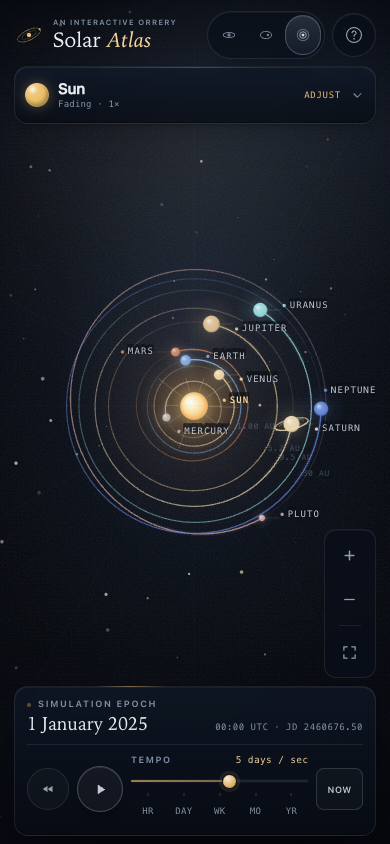 AN INTERACTIVE ORRERY
Solar Atlas
Sun
Fading · 1×
ADJUST
URANUS
JUPITER
MARS
EARTH
VENUS
NEPTUNE
SUN
SATURN
MERCURY
30 AU
PLUTO
+
−
SIMULATION EPOCH
1 January 2025
00:00 UTC · JD 2460676.50
TEMPO
5 days / sec
NOW
HR DAY WK MO YR